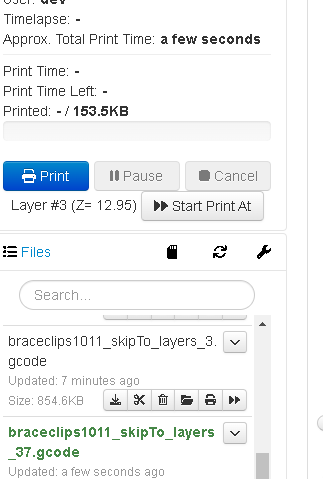 User: dev
Timelapse: -
Approx. Total Print Time: a few seconds
Print Time: -
Print Time Left: -
Printed: - / 153.5KB
Print
Pause
Cancel
Layer #3 (Z= 12.95)
Start Print At
Files
Search...
braceclips1011_skipTo_layers_3.
gcode
Updated: 7 minutes ago
Size: 854.6KB
braceclips1011_skipTo_layers
_37.gcode
Updated: a few seconds ago